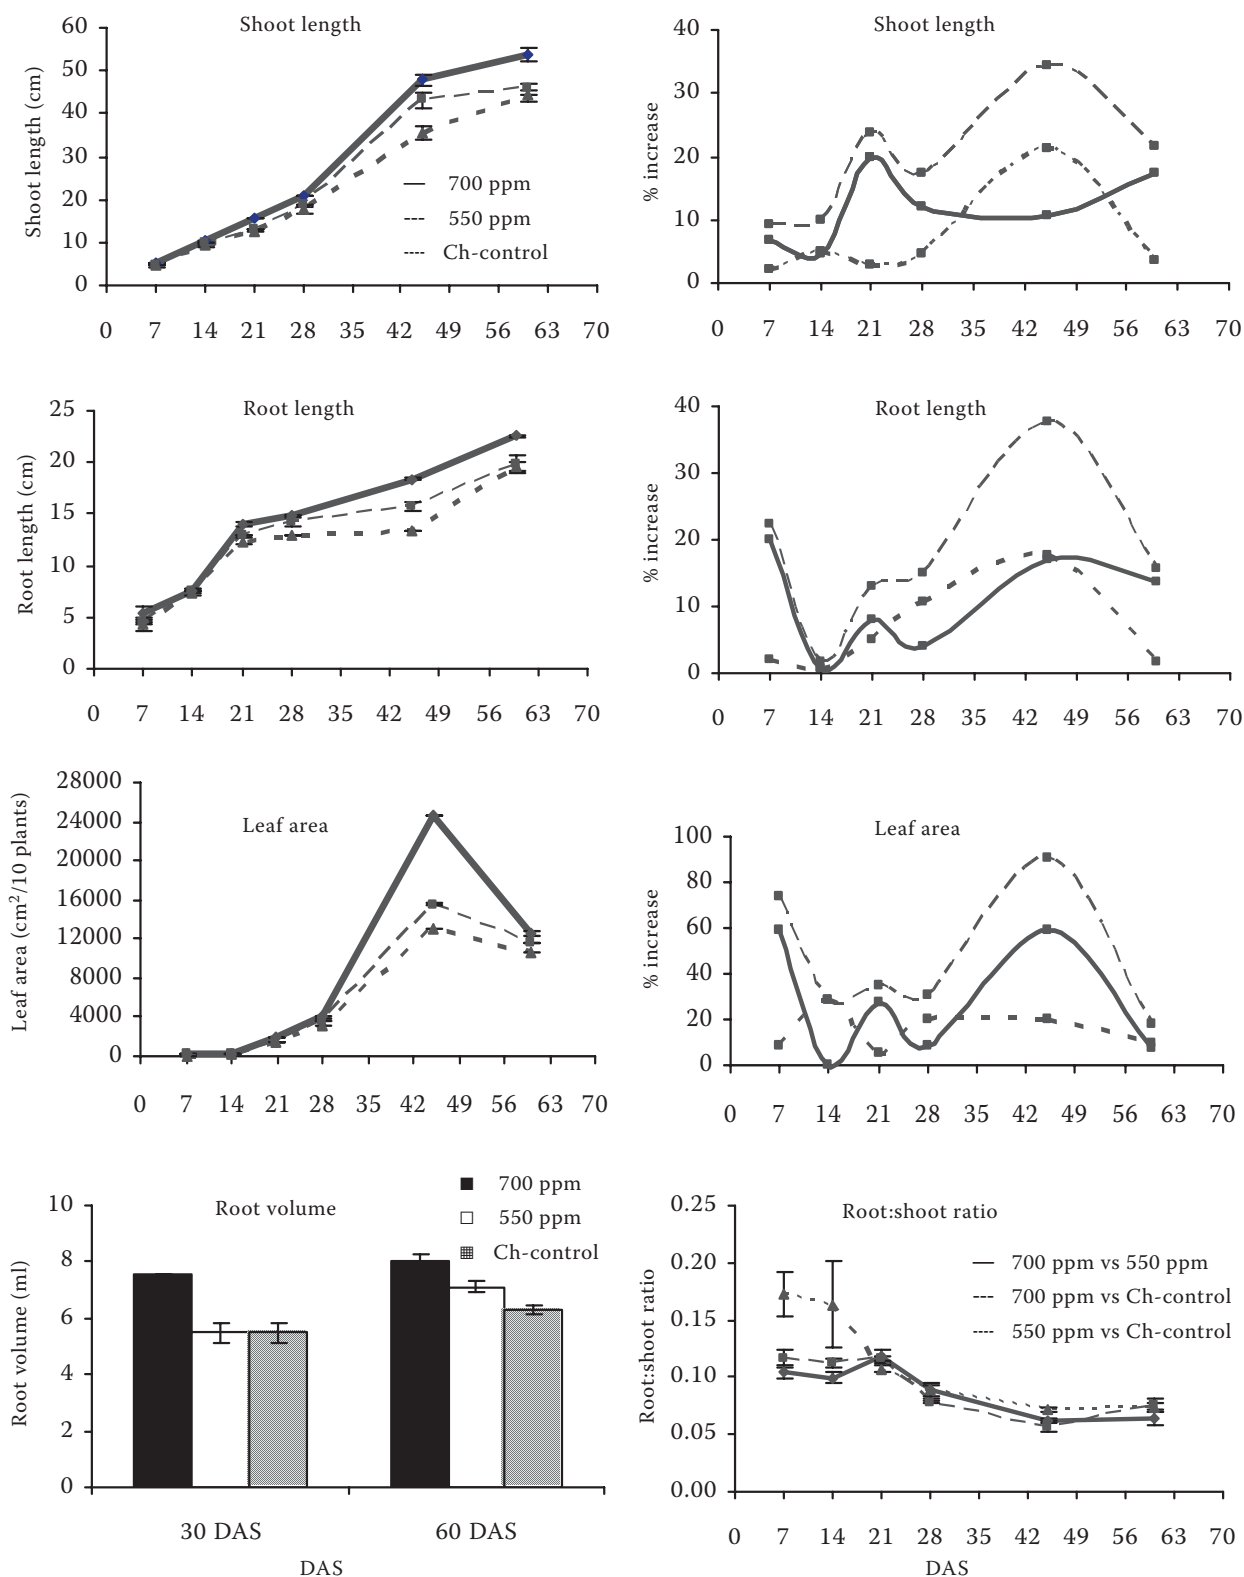 Shoot length
Shoot length (cm)
60
50
40
30
20
10
0
700 ppm
550 ppm
Ch-control
0 7 14 21 28 35 42 49 56 63 70
Shoot length
% increase
40
30
20
10
0
0 7 14 21 28 35 42 49 56 63 70
Root length
Root length (cm)
25
20
15
10
5
0
0 7 14 21 28 35 42 49 56 63 70
Root length
% increase
40
30
20
10
0
0 7 14 21 28 35 42 49 56 63 70
Leaf area
Leaf area (cm²/10 plants)
28000
24000
20000
16000
12000
8000
4000
0
0 7 14 21 28 35 42 49 56 63 70
Leaf area
% increase
100
80
60
40
20
0
0 7 14 21 28 35 42 49 56 63 70
Root volume
Root volume (ml)
10
8
6
4
2
0
700 ppm
550 ppm
Ch-control
30 DAS 60 DAS
DAS
Root:shoot ratio
Root:shoot ratio
0.25
0.20
0.15
0.10
0.05
0.00
700 ppm vs 550 ppm
700 ppm vs Ch-control
550 ppm vs Ch-control
0 7 14 21 28 35 42 49 56 63 70
DAS